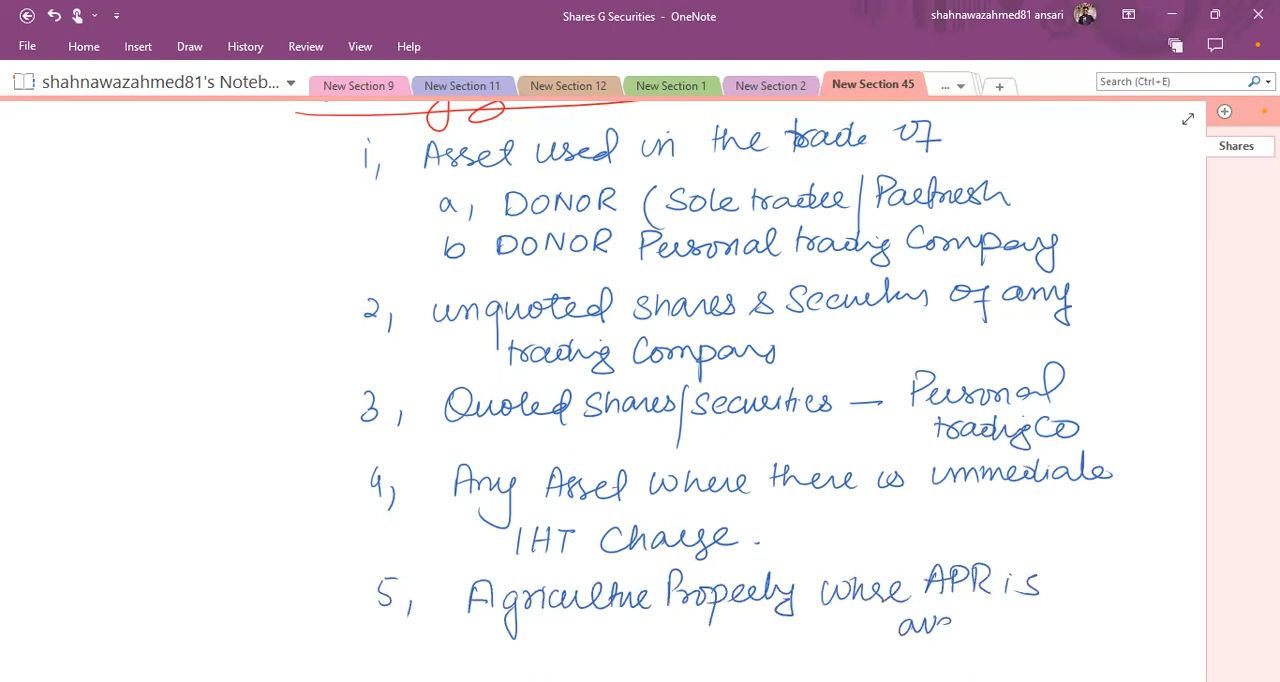 Shares G Securities - OneNote
shahnawazahmed81 ansari
File Home Insert Draw History Review View Help
shahnawazahmed81's Noteb...
New Section 9
New Section 11
New Section 12
New Section 1
New Section 2
New Section 45
...
Search (Ctrl+E)
Shares
i, Asset used in the trade of
a, DONOR (Sole trader/
b DONOR Personal trading Company
2, unquoted shares & Securities of any
trading Company
3, Quoted shares/securities — Personal
trading CO
4, Any Asset where there is immediate
IHT Charge.
5, Agriculture Property where APR is